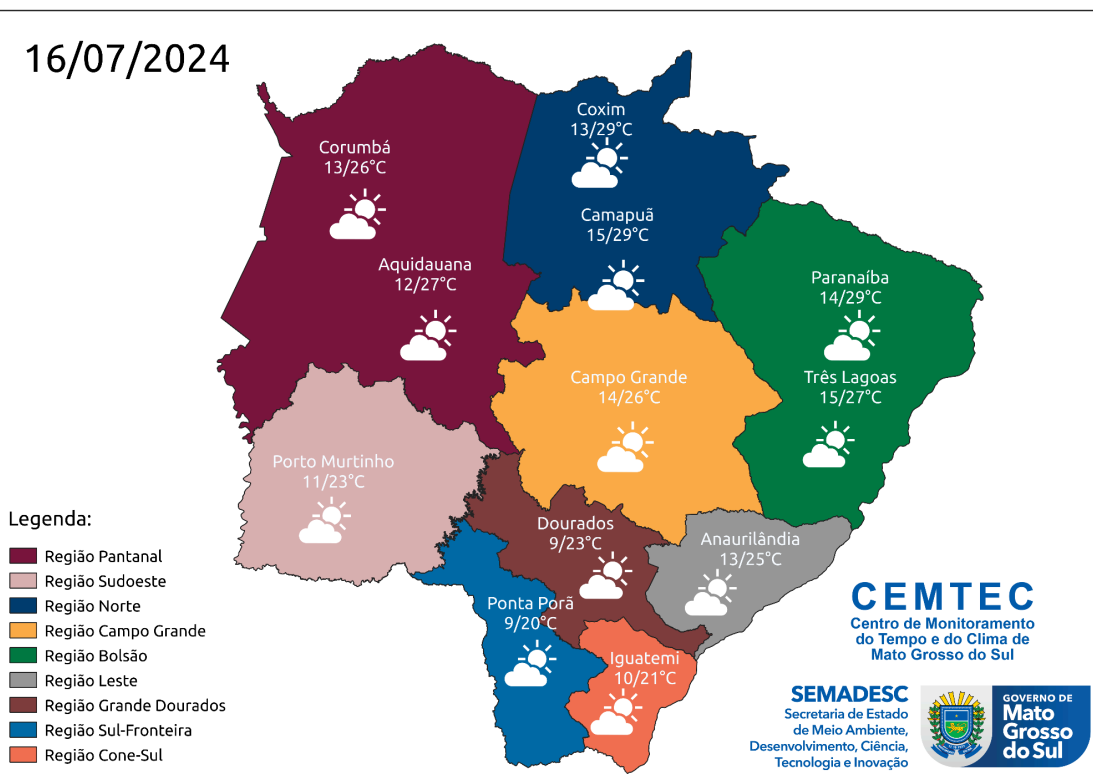 16/07/2024
Coxim
13/29°C
Corumbá
13/26°C
Camapuã
15/29°C
Aquidauana
12/27°C
Paranaíba
14/29°C
Campo Grande
14/26°C
Três Lagoas
15/27°C
Porto Murtinho
11/23°C
Dourados
9/23°C
Anaurilândia
13/25°C
Ponta Porã
9/20°C
Iguatemi
10/21°C
Legenda:
Região Pantanal
Região Sudoeste
Região Norte
Região Campo Grande
Região Bolsão
Região Leste
Região Grande Dourados
Região Sul-Fronteira
Região Cone-Sul
CEMTEC
Centro de Monitoramento
do Tempo e do Clima de
Mato Grosso do Sul
SEMADESC
Secretaria de Estado
de Meio Ambiente,
Desenvolvimento, Ciência,
Tecnologia e Inovação
GOVERNO DE
Mato
Grosso
do Sul